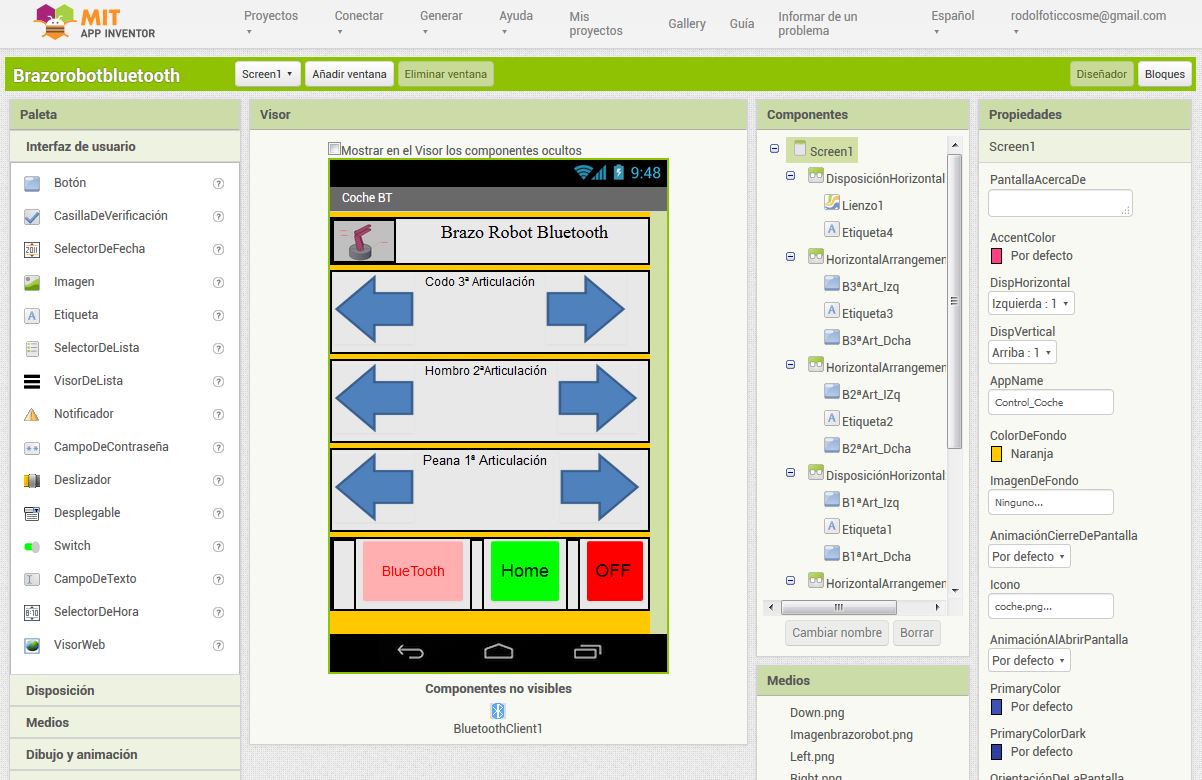 MIT
APP INVENTOR
Proyectos
Conectar
Generar
Ayuda
Mis
proyectos
Gallery
Guía
Informar de un
problema
Español
rodolfoticcosme@gmail.com
Brazorobotbluetooth
Screen1
Añadir ventana
Eliminar ventana
Diseñador
Bloques
Paleta
Interfaz de usuario
Botón
CasillaDeVerificación
SelectorDeFecha
Imagen
Etiqueta
SelectorDeLista
VisorDeLista
Notificador
CampoDeContraseña
Deslizador
Desplegable
Switch
CampoDeTexto
SelectorDeHora
VisorWeb
Disposición
Medios
Dibujo y animación
Visor
Mostrar en el Visor los componentes ocultos
9:48
Coche BT
Brazo Robot Bluetooth
Codo 3ª Articulación
Hombro 2ªArticulación
Peana 1ª Articulación
BlueTooth
Home
OFF
Componentes no visibles
BluetoothClient1
Componentes
Screen1
DisposiciónHorizontal
Lienzo1
Etiqueta4
HorizontalArrangemen
B3ªArt_Izq
Etiqueta3
B3ªArt_Dcha
HorizontalArrangemen
B2ªArt_IZq
Etiqueta2
B2ªArt_Dcha
DisposiciónHorizontal
B1ªArt_Izq
Etiqueta1
B1ªArt_Dcha
HorizontalArrangemen
Cambiar nombre
Borrar
Medios
Down.png
Imagenbrazorobot.png
Left.png
Right.png
Propiedades
Screen1
PantallaAcercaDe
AccentColor
Por defecto
DispHorizontal
Izquierda : 1
DispVertical
Arriba : 1
AppName
Control_Coche
ColorDeFondo
Naranja
ImagenDeFondo
Ninguno...
AnimaciónCierreDePantalla
Por defecto
Icono
coche.png...
AnimaciónAlAbrirPantalla
Por defecto
PrimaryColor
Por defecto
PrimaryColorDark
Por defecto
OrientaciónDeLaPantalla